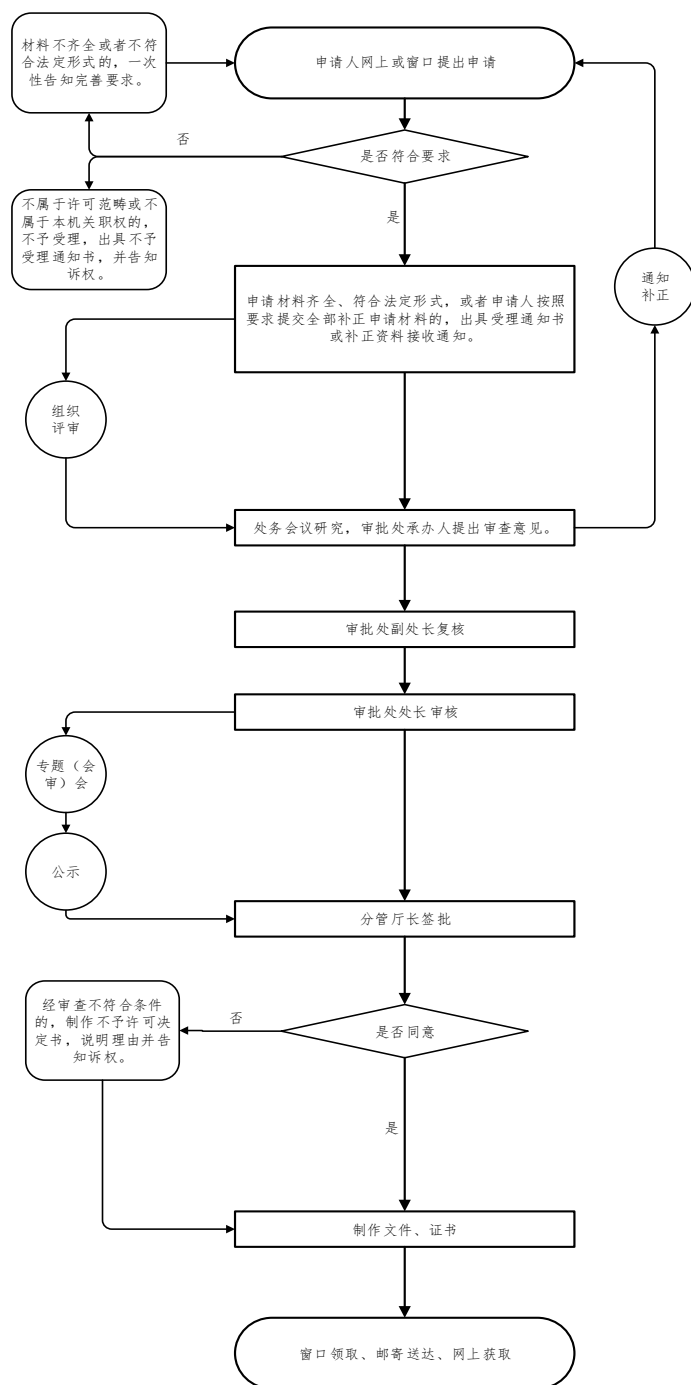 材料不齐全或者不符
合法定形式的，一次
性告知完善要求。
申请人网上或窗口提出申请
否
是否符合要求
不属于许可范畴或不
属于本机关职权的，
不予受理，出具不予
受理通知书，并告知
诉权。
是
通知
补正
申请材料齐全、符合法定形式，或者申请人按照
要求提交全部补正申请材料的，出具受理通知书
或补正资料接收通知。
组织
评审
处务会议研究，审批处承办人提出审查意见。
审批处副处长复核
审批处处长审核
专题（会
审）会
公示
分管厅长签批
经审查不符合条件
的，制作不予许可决
定书，说明理由并告
知诉权。
否
是否同意
是
制作文件、证书
窗口领取、邮寄送达、网上获取